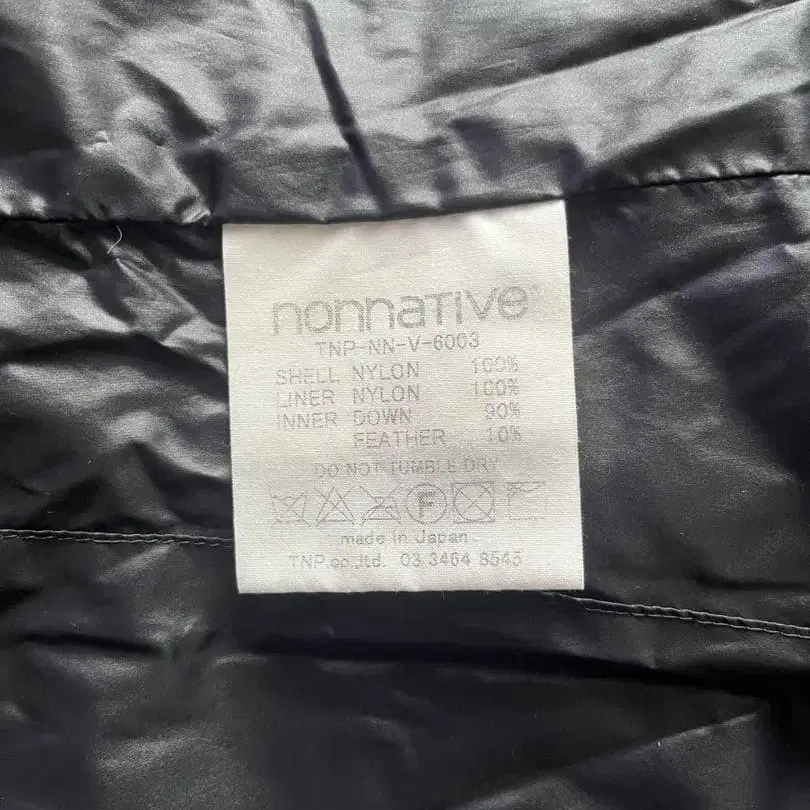 nonnative®
TNP-NN-V-6003
SHELL NYLON 100%
LINER NYLON 100%
INNER DOWN 90%
FEATHER 10%
DO NOT TUMBLE DRY
F
made in Japan
TNP.co.,ltd. 03 3464 8545